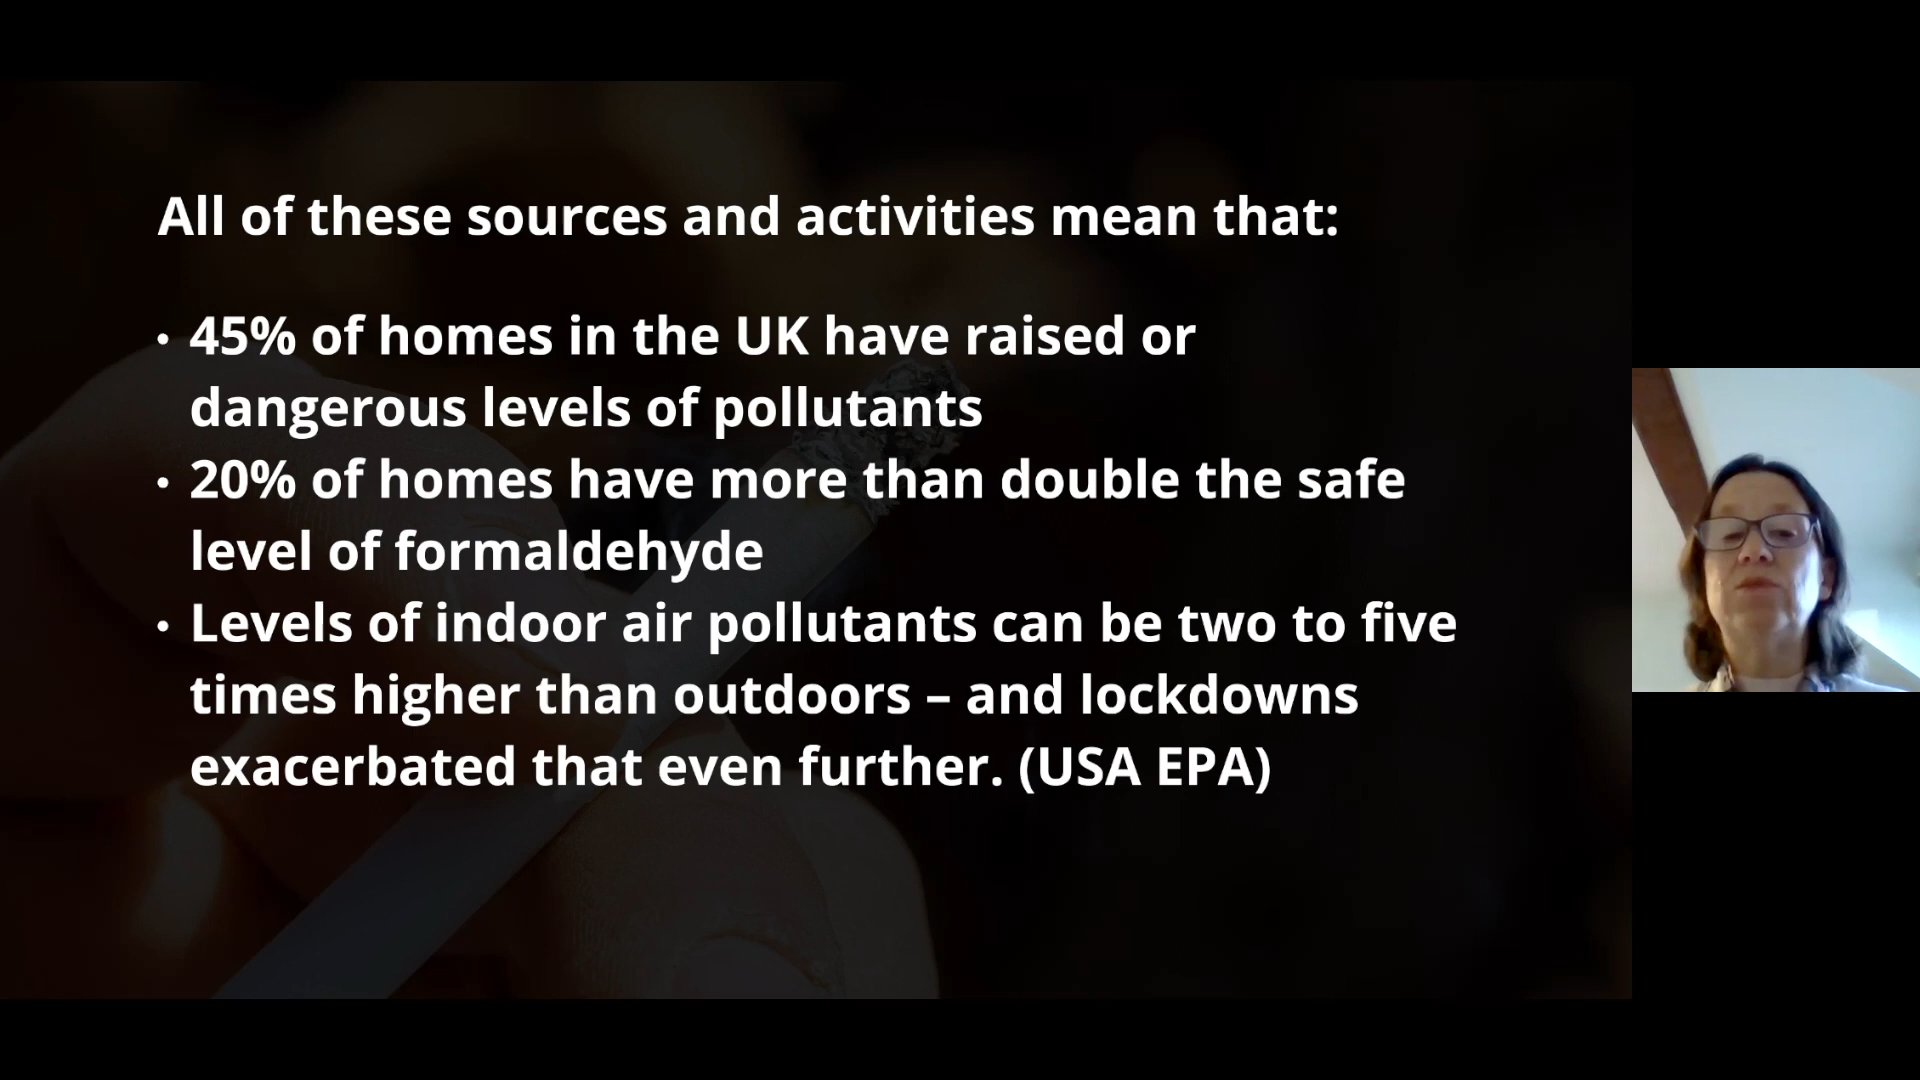 All of these sources and activities mean that:
• 45% of homes in the UK have raised or
dangerous levels of pollutants
• 20% of homes have more than double the safe
level of formaldehyde
• Levels of indoor air pollutants can be two to five
times higher than outdoors – and lockdowns
exacerbated that even further. (USA EPA)